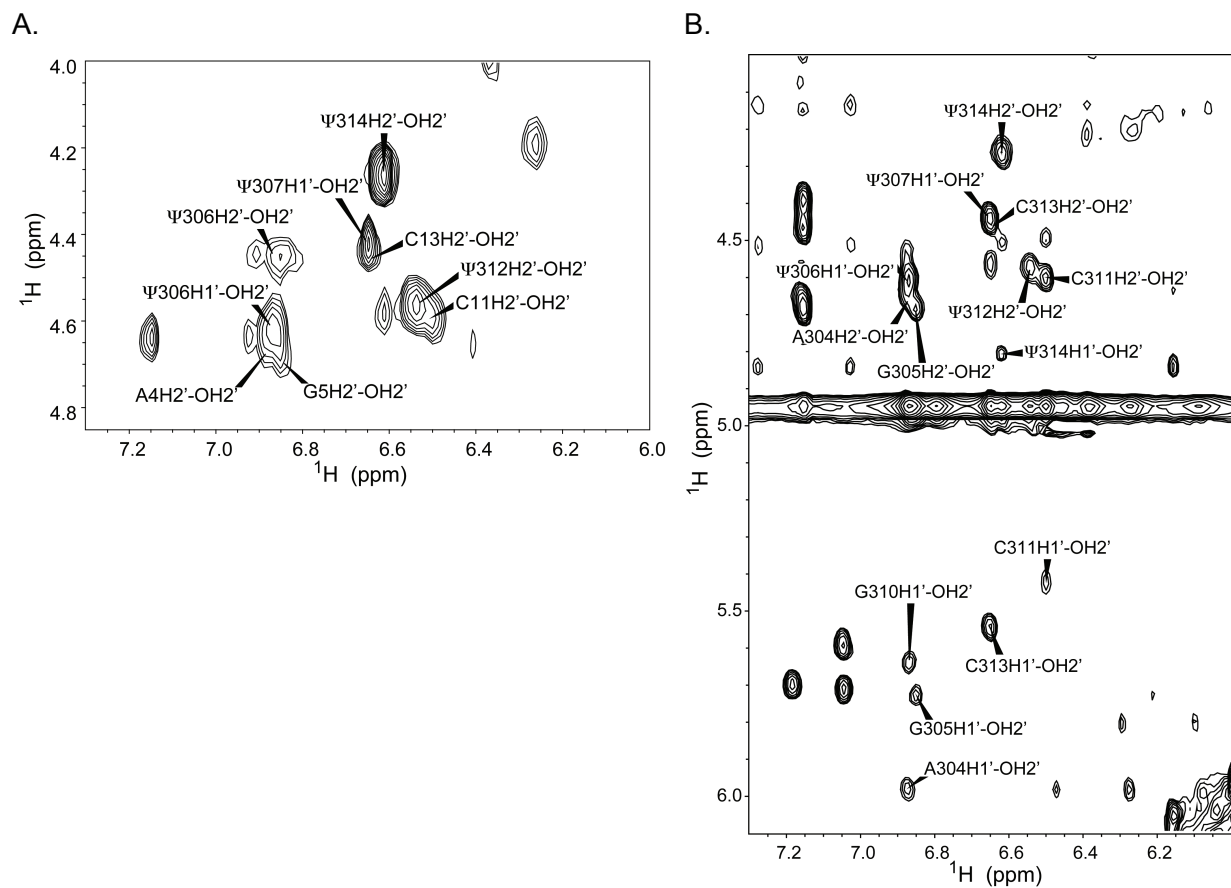 A.
4.0
4.2
4.4
4.6
4.8
¹H (ppm)
Ψ314H2’-OH2’
Ψ307H1’-OH2’
Ψ306H2’-OH2’
C13H2’-OH2’
Ψ312H2’-OH2’
Ψ306H1’-OH2’
C11H2’-OH2’
A4H2’-OH2’
G5H2’-OH2’
7.2
7.0
6.8
6.6
6.4
6.2
6.0
¹H (ppm)
B.
4.5
5.0
5.5
6.0
¹H (ppm)
Ψ314H2’-OH2’
Ψ307H1’-OH2’
C313H2’-OH2’
Ψ306H1’-OH2’
C311H2’-OH2’
Ψ312H2’-OH2’
A304H2’-OH2’
Ψ314H1’-OH2’
G305H2’-OH2’
C311H1’-OH2’
G310H1’-OH2’
C313H1’-OH2’
G305H1’-OH2’
A304H1’-OH2’
7.2
7.0
6.8
6.6
6.4
6.2
¹H (ppm)